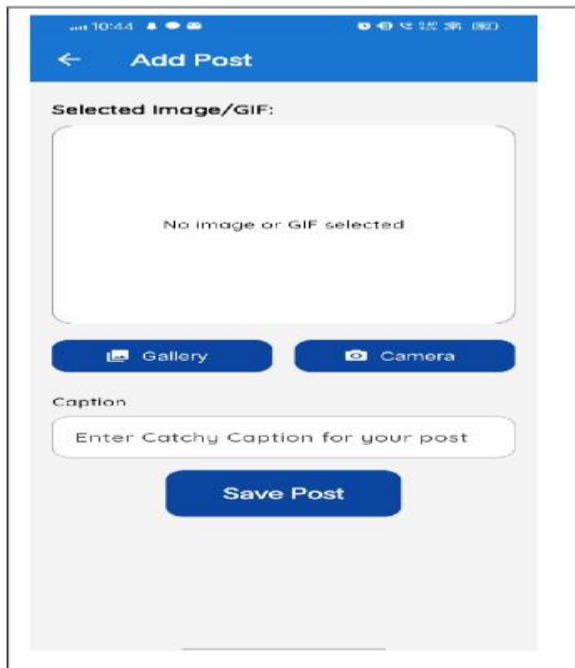 10:44
Add Post
Selected Image/GIF:
No image or GIF selected
Gallery
Camera
Caption
Enter Catchy Caption for your post
Save Post